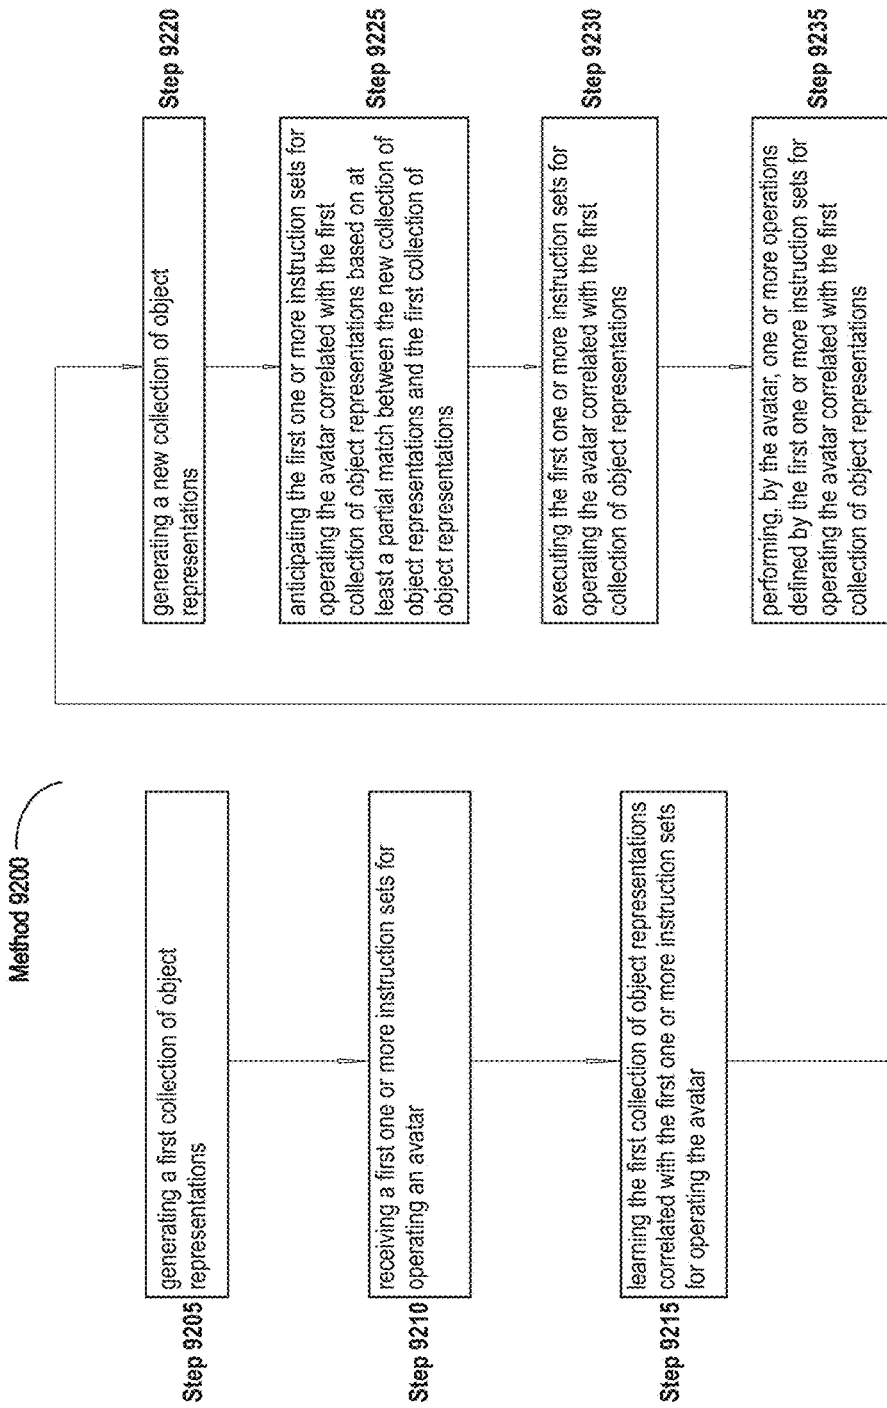 Method 9200
Step 9205
generating a first collection of object
representations
Step 9210
receiving a first one or more instruction sets for
operating an avatar
Step 9215
learning the first collection of object representations
correlated with the first one or more instruction sets
for operating the avatar
generating a new collection of object
representations
Step 9220
anticipating the first one or more instruction sets for
operating the avatar correlated with the first
collection of object representations based on at
least a partial match between the new collection of
object representations and the first collection of
object representations
Step 9225
executing the first one or more instruction sets for
operating the avatar correlated with the first
collection of object representations
Step 9230
performing, by the avatar, one or more operations
defined by the first one or more instruction sets for
operating the avatar correlated with the first
collection of object representations
Step 9235